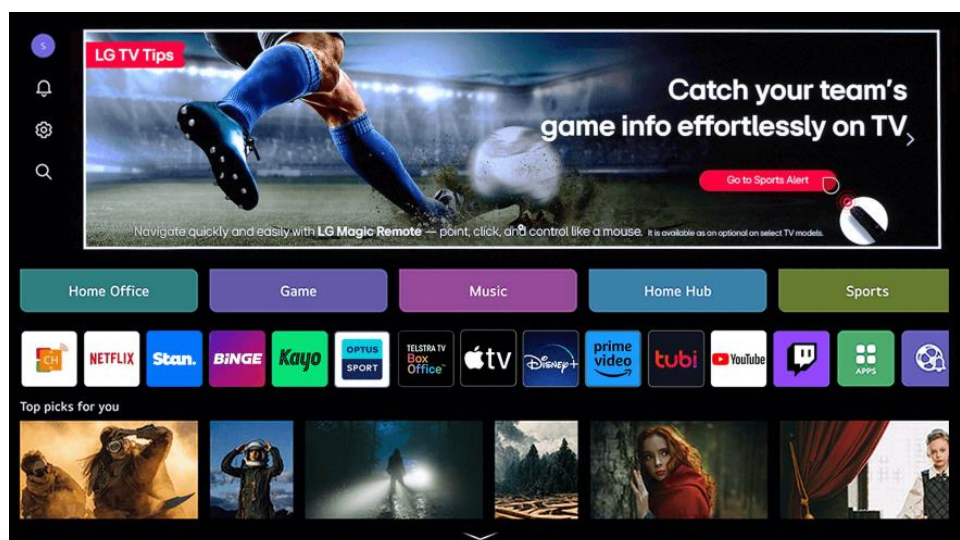 S
LG TV Tips
Catch your team's
game info effortlessly on TV
Go to Sports Alert
Navigate quickly and easily with LG Magic Remote — point, click, and control like a mouse. It is available as an optional on select TV models.
Home Office
Game
Music
Home Hub
Sports
CH
NETFLIX
Stan.
BiNGE
Kayo
OPTUS
SPORT
TELSTRA TV
Box
Office™
tv
Disney+
prime
video
tubi
YouTube
APPS
Top picks for you